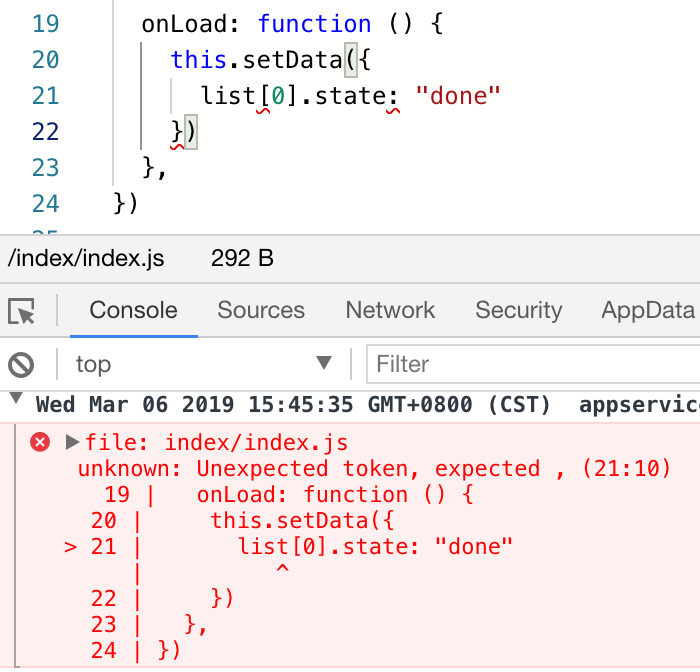 19 onLoad: function () {
20 this.setData({
21 list[0].state: "done"
22 })
23 },
24 })
/index/index.js 292 B
Console Sources Network Security AppData
top Filter
Wed Mar 06 2019 15:45:35 GMT+0800 (CST) appservic
file: index/index.js
unknown: Unexpected token, expected , (21:10)
19 | onLoad: function () {
20 | this.setData({
> 21 | list[0].state: "done"
| ^
22 | })
23 | },
24 | })